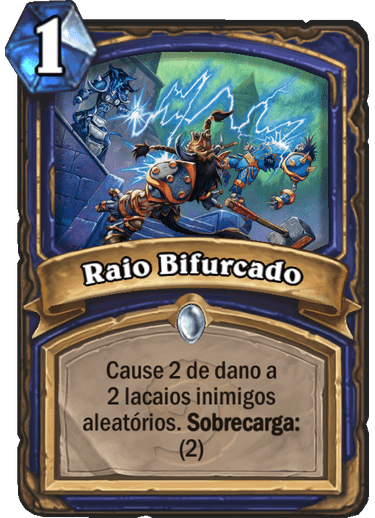 1
Raio Bifurcado
Cause 2 de dano a
2 lacaios inimigos
aleatórios. Sobrecarga:
(2)